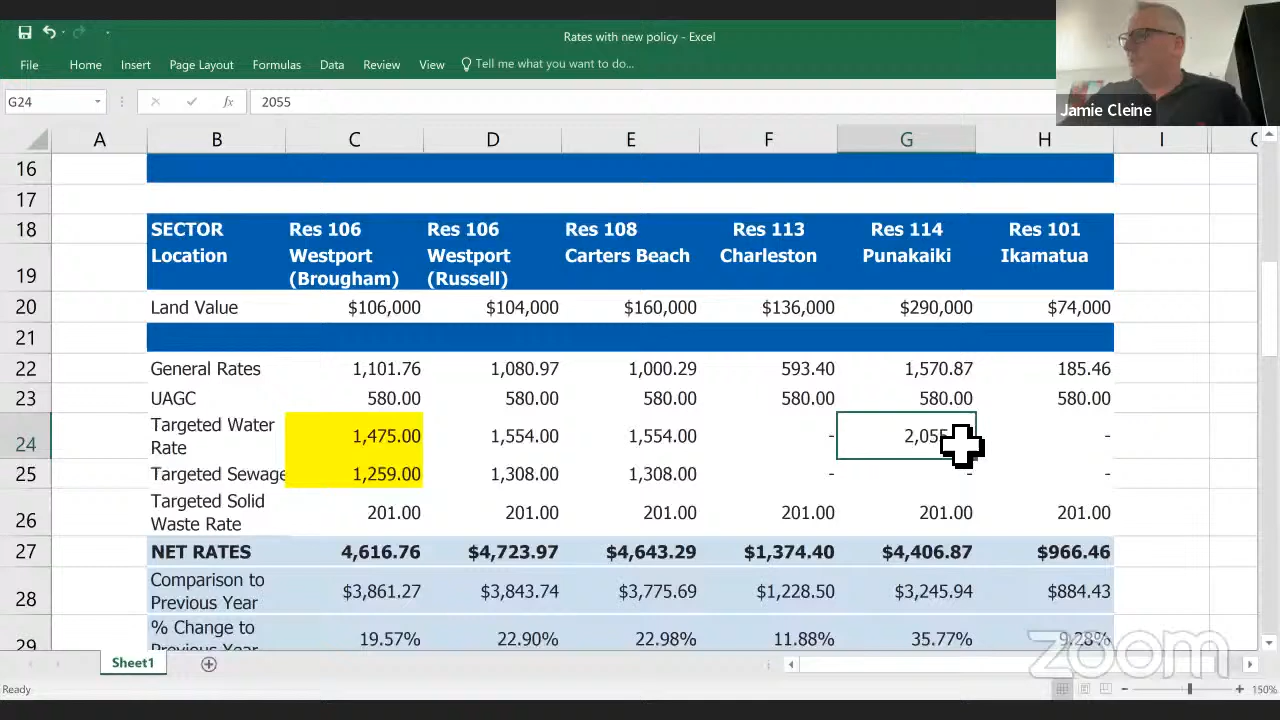 Rates with new policy - Excel
File Home Insert Page Layout Formulas Data Review View Tell me what you want to do...
Jamie Cleine
G24 fx 2055
A B C D E F G H I
16
17
18 SECTOR Res 106 Res 106 Res 108 Res 113 Res 114 Res 101
19 Location Westport (Brougham) Westport (Russell) Carters Beach Charleston Punakaiki Ikamatua
20 Land Value $106,000 $104,000 $160,000 $136,000 $290,000 $74,000
21
22 General Rates 1,101.76 1,080.97 1,000.29 593.40 1,570.87 185.46
23 UAGC 580.00 580.00 580.00 580.00 580.00 580.00
24 Targeted Water Rate 1,475.00 1,554.00 1,554.00 - 2,055 -
25 Targeted Sewage 1,259.00 1,308.00 1,308.00 - - -
26 Targeted Solid Waste Rate 201.00 201.00 201.00 201.00 201.00 201.00
27 NET RATES 4,616.76 $4,723.97 $4,643.29 $1,374.40 $4,406.87 $966.46
28 Comparison to Previous Year $3,861.27 $3,843.74 $3,775.69 $1,228.50 $3,245.94 $884.43
29 % Change to Previous Year 19.57% 22.90% 22.98% 11.88% 35.77% 9.28%
zoom
Sheet1
Ready 150%